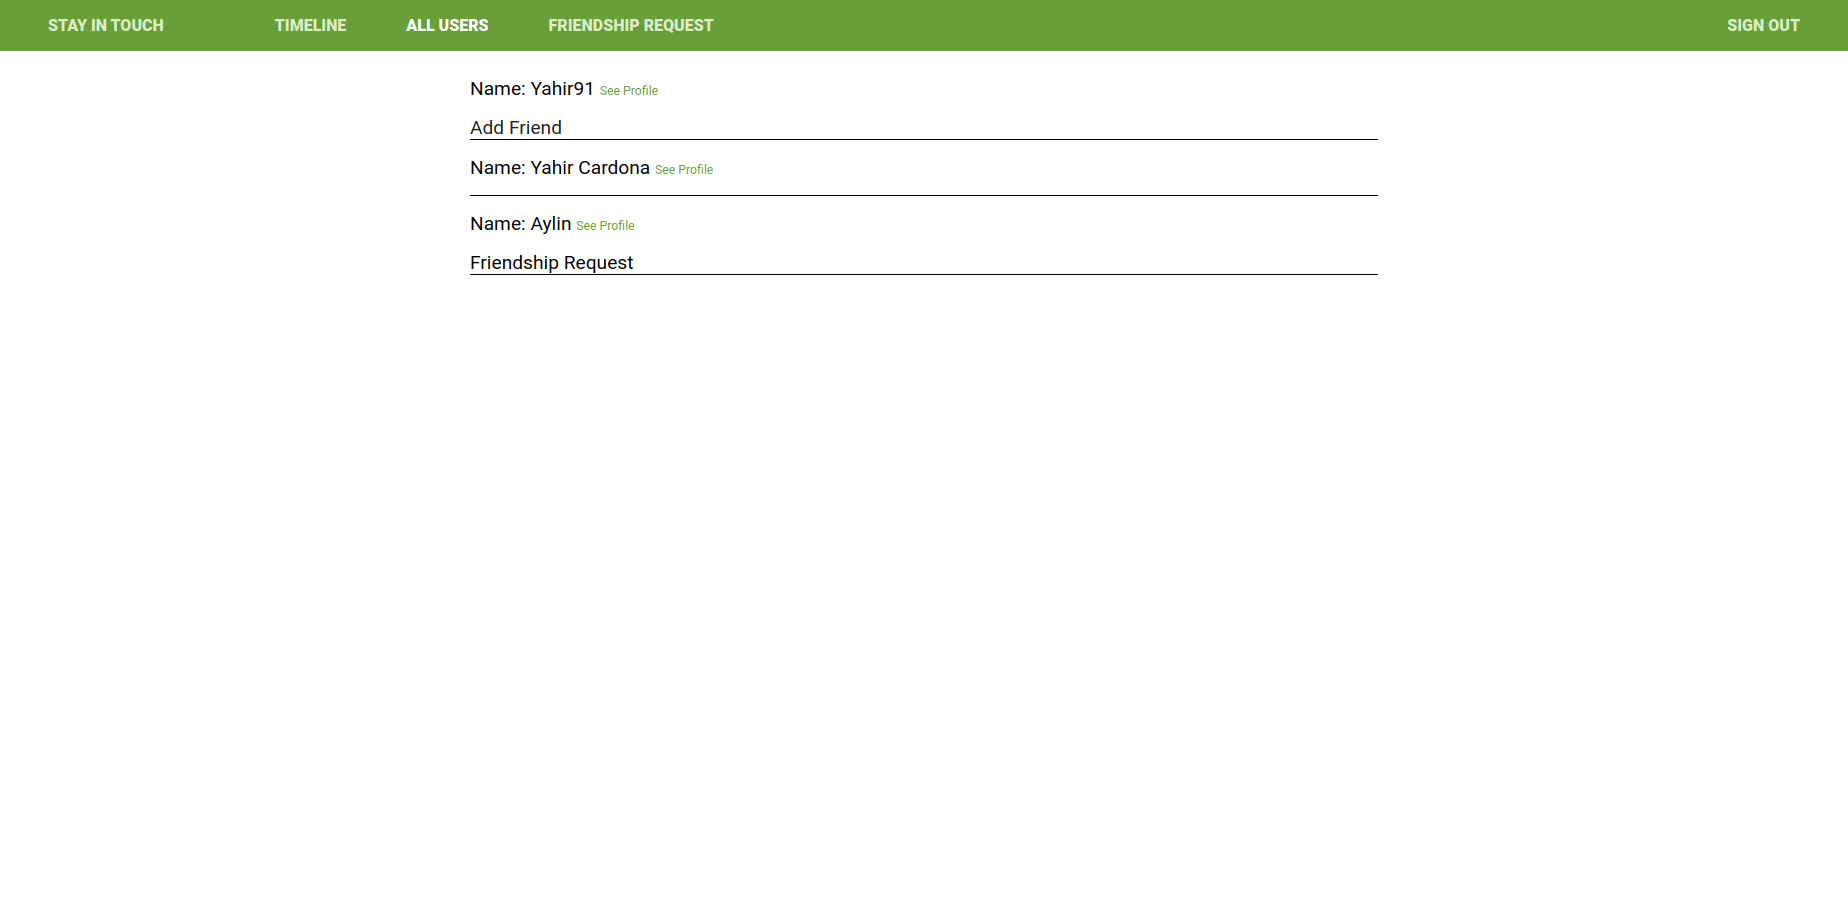 STAY IN TOUCH TIMELINE ALL USERS FRIENDSHIP REQUEST SIGN OUT
Name: Yahir91 See Profile
Add Friend
Name: Yahir Cardona See Profile
Name: Aylin See Profile
Friendship Request